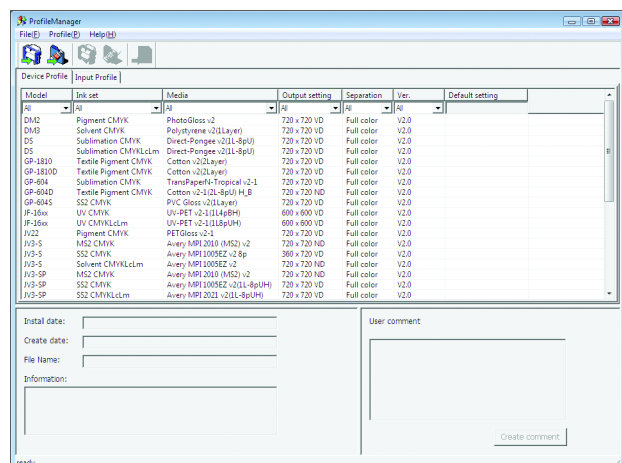 ProfileManager
File(F) Profile(P) Help(H)
Device Profile Input Profile
Model Ink set Media Output setting Separation Ver. Default setting
All All All All All All
DM2 Pigment CMYK PhotoGloss v2 720 x 720 VD Full color V2.0
DM3 Solvent CMYK Polystyrene v2(1Layer) 720 x 720 VD Full color V2.0
DS Sublimation CMYK Direct-Pongee v2(1L-8pU) 720 x 720 VD Full color V2.0
DS Sublimation CMYKLcLm Direct-Pongee v2(1L-8pU) 720 x 720 VD Full color V2.0
GP-1810 Textile Pigment CMYK Cotton v2(2Layer) 720 x 720 VD Full color V2.0
GP-1810D Textile Pigment CMYK Cotton v2(2Layer) 720 x 720 VD Full color V2.0
GP-604 Sublimation CMYK TransPaperN-Tropical v2-1 720 x 720 VD Full color V2.0
GP-604D Textile Pigment CMYK Cotton v2-1(2L-8pU) H_B 720 x 720 ND Full color V2.0
GP-604S SS2 CMYK PVC Gloss v2(1Layer) 720 x 720 VD Full color V2.0
JF-16xx UV CMYK UV-PET v2-1(1L4pBH) 600 x 600 VD Full color V2.0
JF-16xx UV CMYKLcLm UV-PET v2-1(1L8pUH) 600 x 600 VD Full color V2.0
JV22 Pigment CMYK PETGloss v2-1 720 x 720 VD Full color V2.0
JV3-S MS2 CMYK Avery MPI 2010 (MS2) v2 720 x 720 ND Full color V2.0
JV3-S SS2 CMYK Avery MPI 1005EZ v2 8p 360 x 720 VD Full color V2.0
JV3-S Solvent CMYKLcLm Avery MPI 1005EZ v2 720 x 720 ND Full color V2.0
JV3-SP MS2 CMYK Avery MPI 2010 (MS2) v2 720 x 720 ND Full color V2.0
JV3-SP SS2 CMYK Avery MPI 1005EZ v2(1L-8pUH) 720 x 720 VD Full color V2.0
JV3-SP SS2 CMYKLcLm Avery MPI 2021 v2(1L-8pUH) 720 x 720 VD Full color V2.0
Install date:
Create date:
File Name:
Information:
User comment
Create comment
ready